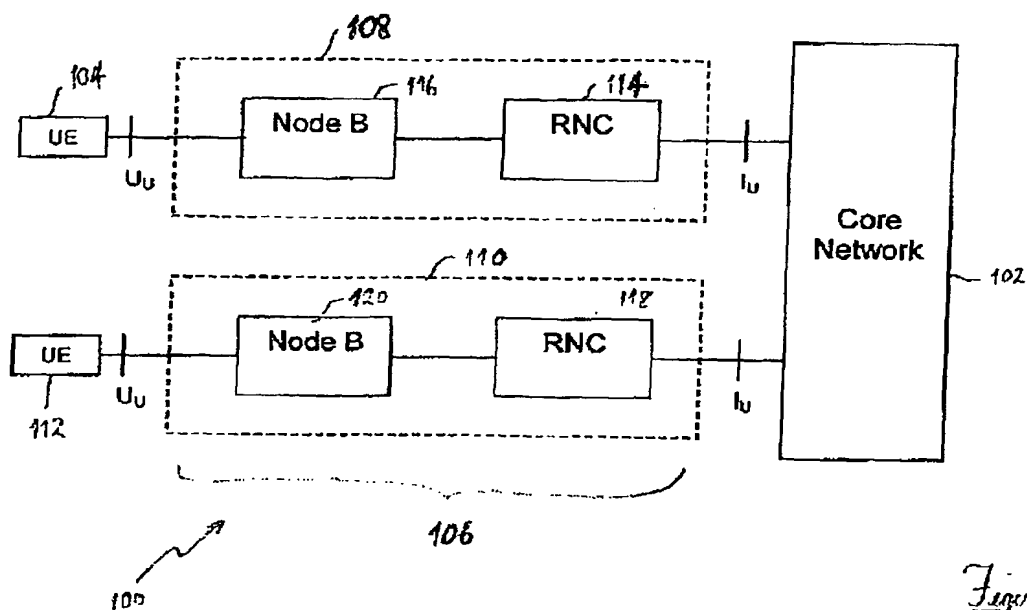 108
104
116
114
UE
Node B
RNC
Uu
Iu
Core
Network
102
110
120
118
UE
Node B
RNC
Uu
Iu
112
106
100